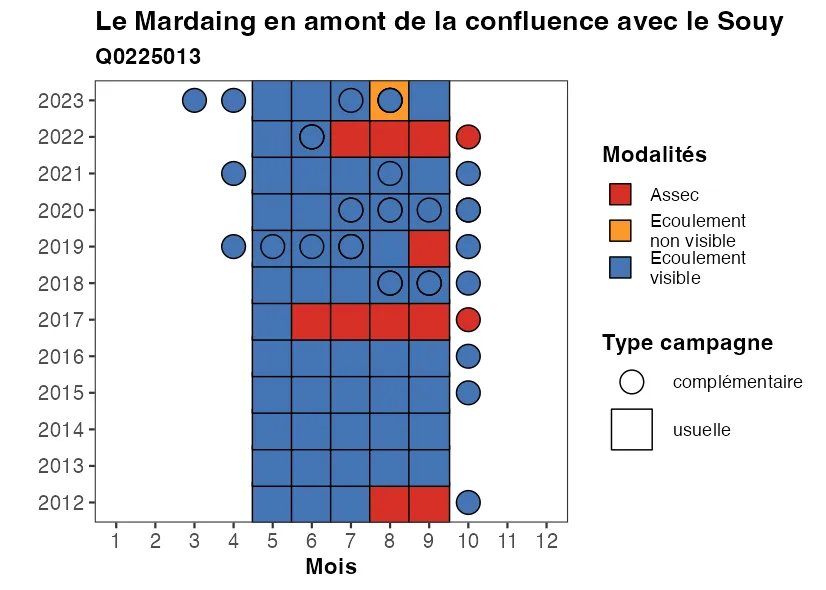 Le Mardaing en amont de la confluence avec le Souy
Q0225013
2023
2022
2021
2020
2019
2018
2017
2016
2015
2014
2013
2012
1 2 3 4 5 6 7 8 9 10 11 12
Mois
Modalités
Assec
Ecoulement
non visible
Ecoulement
visible
Type campagne
complémentaire
usuelle